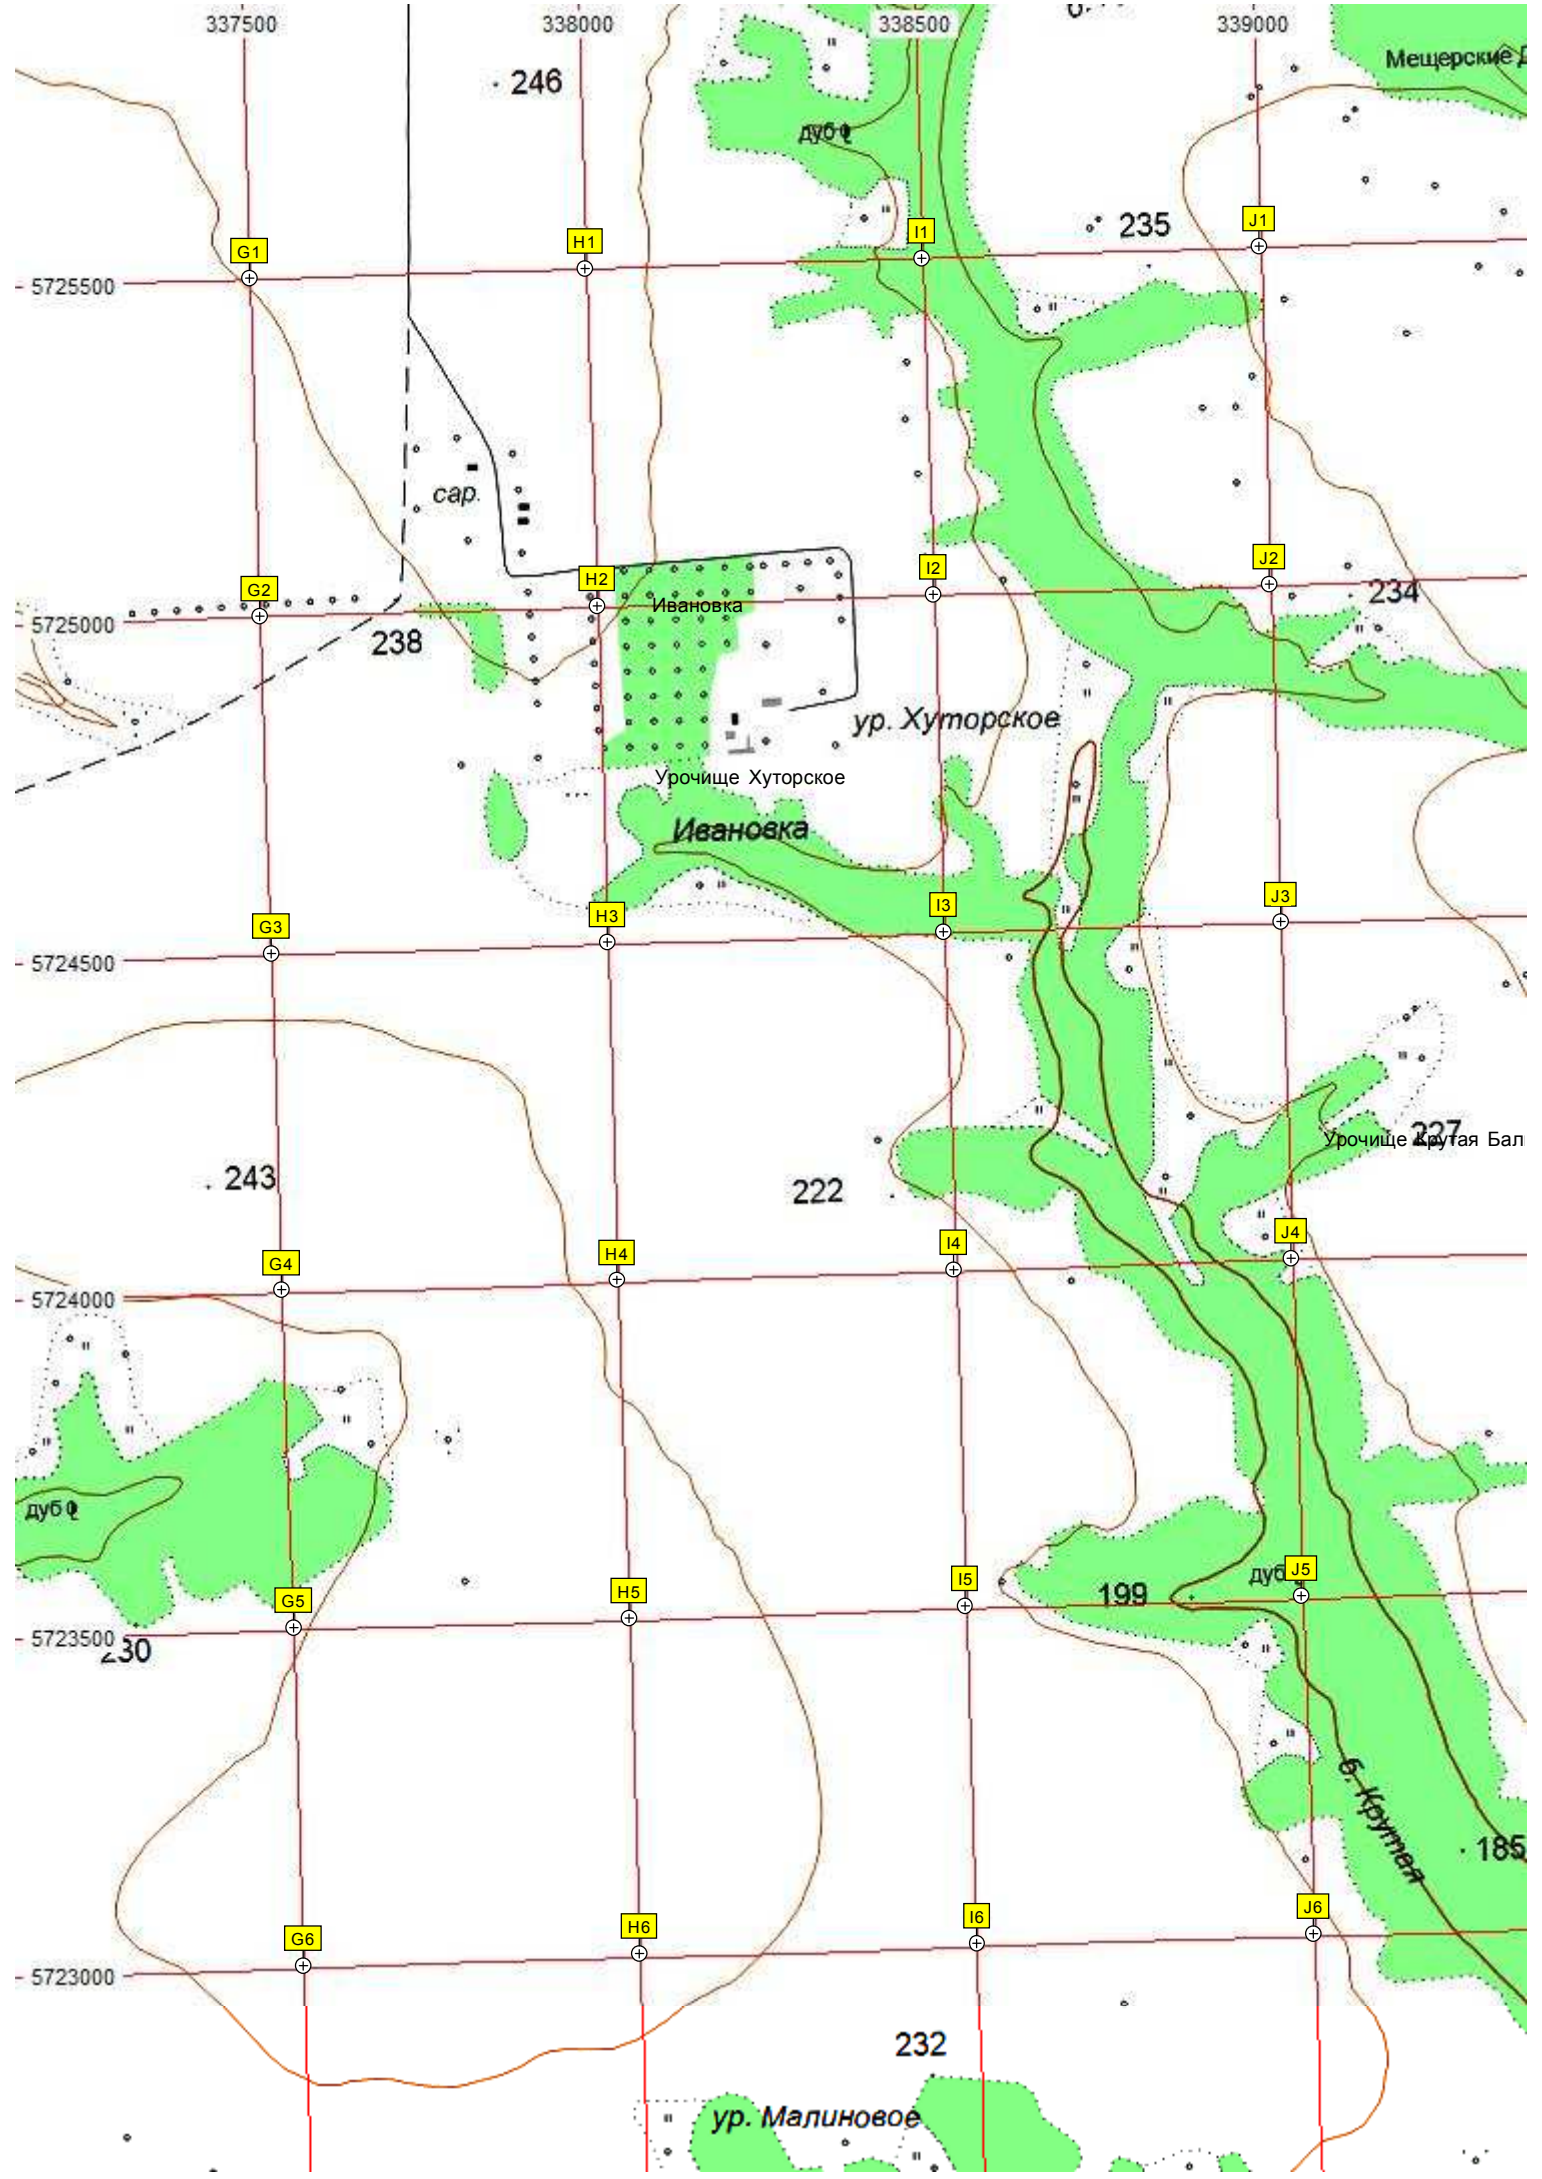 337500 338000 338500 339000
Мещерские
246
дуб
235
G1 H1 I1 J1
5725500
сар.
G2 H2 I2 J2
Ивановка
234
5725000
238
ур. Хуторское
Урочище Хуторское
Ивановка
G3 H3 I3 J3
5724500
227
Урочище Крутая Бал
243
222
G4 H4 I4 J4
5724000
дуб
дуб
199
G5 H5 I5 J5
5723500
230
б. Крутая
185
G6 H6 I6 J6
5723000
232
ур. Малиновое